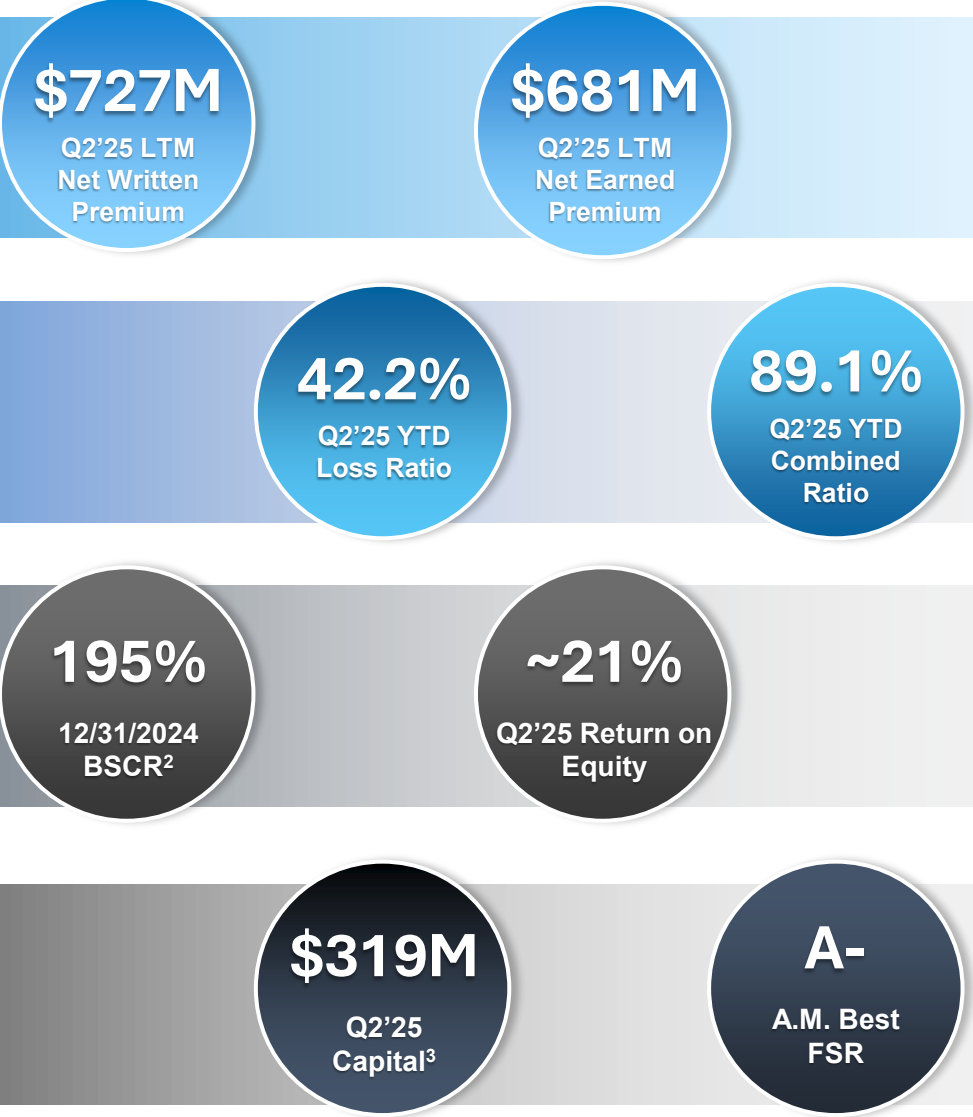 $727M
Q2’25 LTM
Net Written
Premium
$681M
Q2’25 LTM
Net Earned
Premium
42.2%
Q2’25 YTD
Loss Ratio
89.1%
Q2’25 YTD
Combined
Ratio
195%
12/31/2024
BSCR²
~21%
Q2’25 Return on
Equity
$319M
Q2’25
Capital³
A-
A.M. Best
FSR